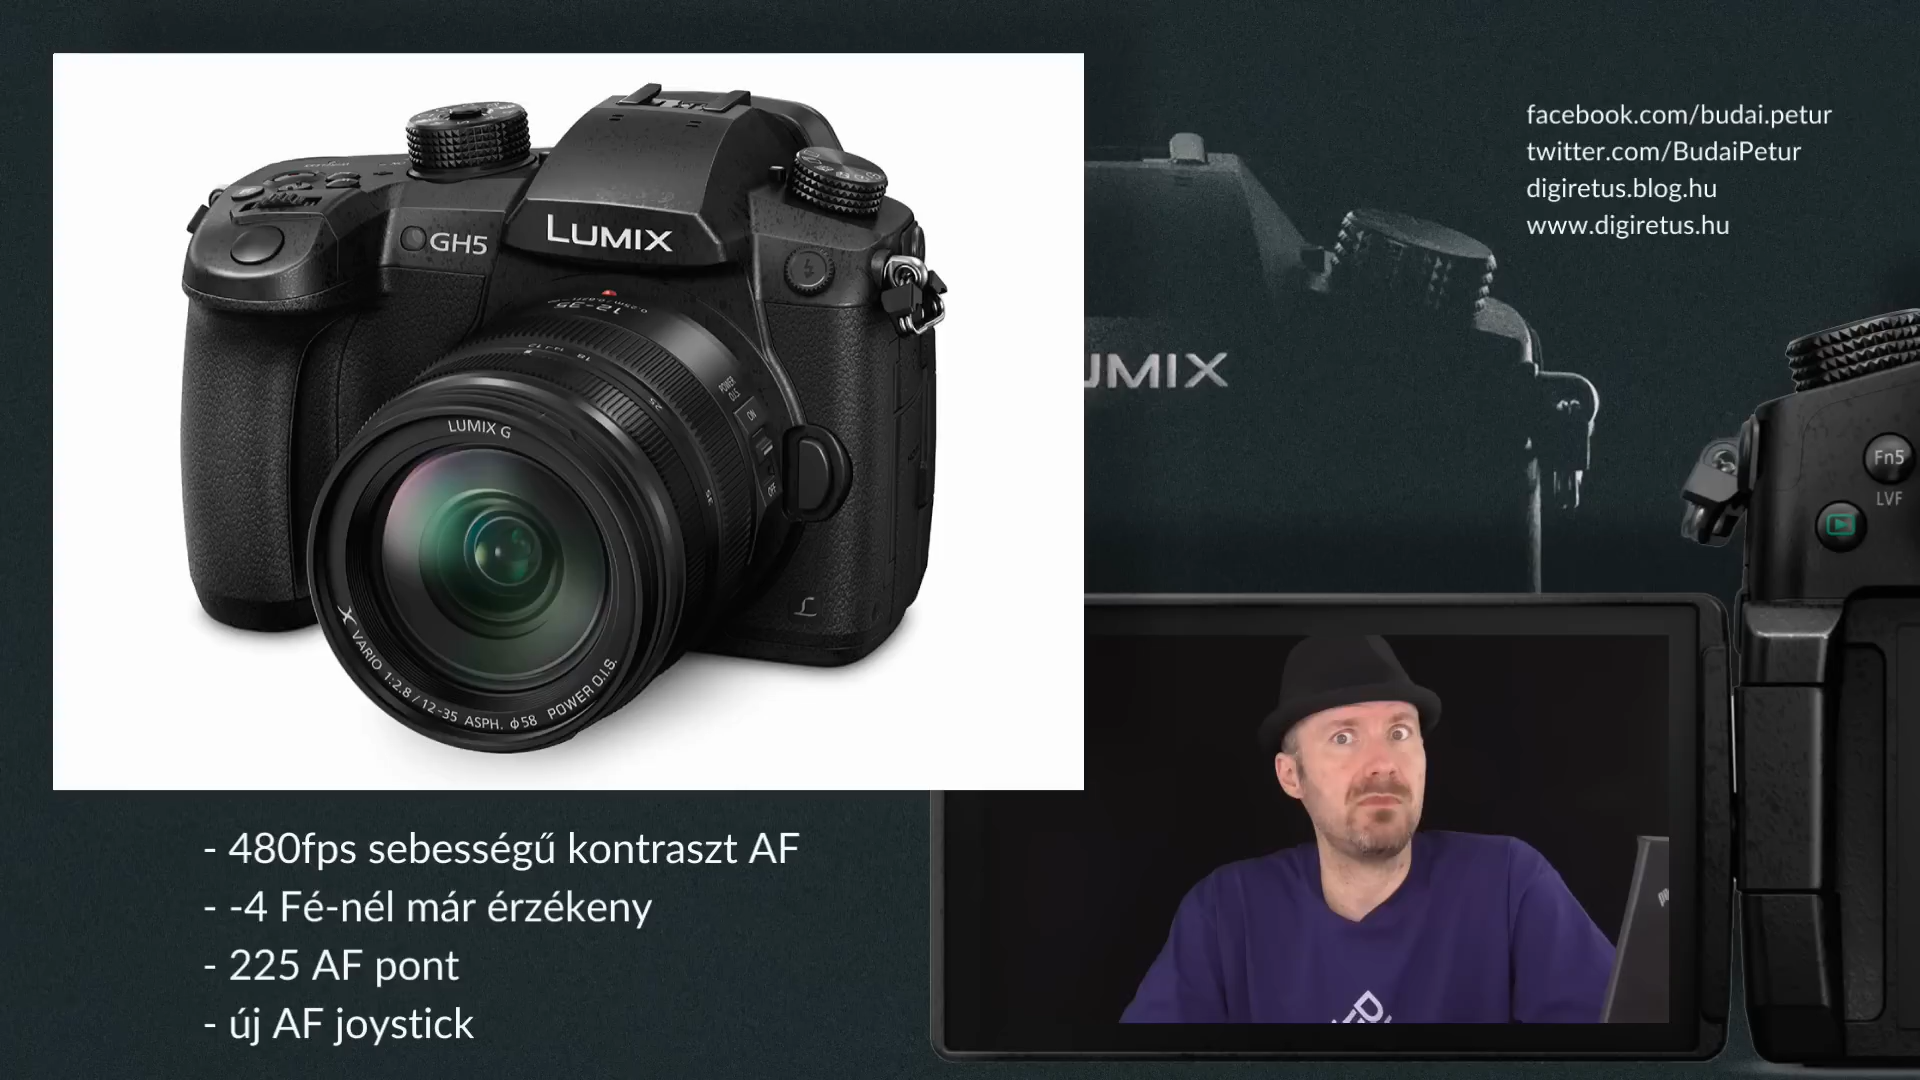 GH5
LUMIX
12-35
LUMIX G
POWER
O.I.S
ON
OFF
X VARIO 1:2.8 / 12-35 ASPH. ϕ58 POWER O.I.S.
L
facebook.com/budai.petur
twitter.com/BudaiPetur
digiretus.blog.hu
www.digiretus.hu
UMIX
Fn5
LVF
- 480fps sebességű kontraszt AF
- -4 Fé-nél már érzékeny
- 225 AF pont
- új AF joystick